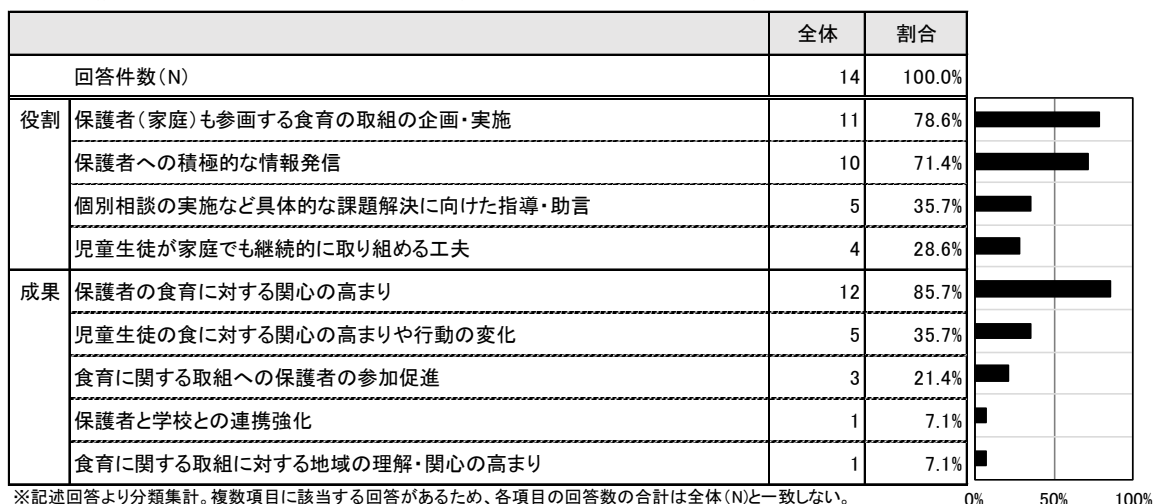 全体 割合
回答件数(N) 14 100.0%
役割 保護者(家庭)も参画する食育の取組の企画・実施 11 78.6%
保護者への積極的な情報発信 10 71.4%
個別相談の実施など具体的な課題解決に向けた指導・助言 5 35.7%
児童生徒が家庭でも継続的に取り組める工夫 4 28.6%
成果 保護者の食育に対する関心の高まり 12 85.7%
児童生徒の食に対する関心の高まりや行動の変化 5 35.7%
食育に関する取組への保護者の参加促進 3 21.4%
保護者と学校との連携強化 1 7.1%
食育に関する取組に対する地域の理解・関心の高まり 1 7.1%
※記述回答より分類集計。複数項目に該当する回答があるため、各項目の回答数の合計は全体(N)と一致しない。
0% 50% 100%